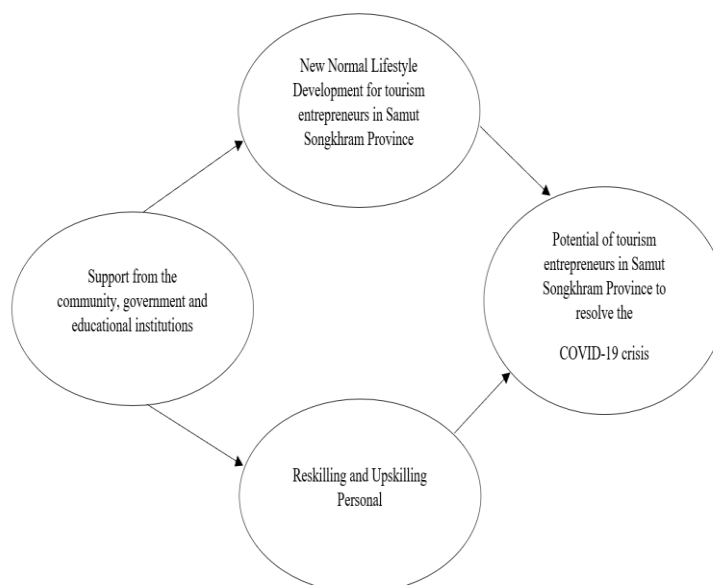 New Normal Lifestyle
Development for tourism
entrepreneurs in Samut
Songkhram Province
Support from the
community, government and
educational institutions
Potential of tourism
entrepreneurs in Samut
Songkhram Province to
resolve the
COVID-19 crisis
Reskilling and Upskilling
Personal